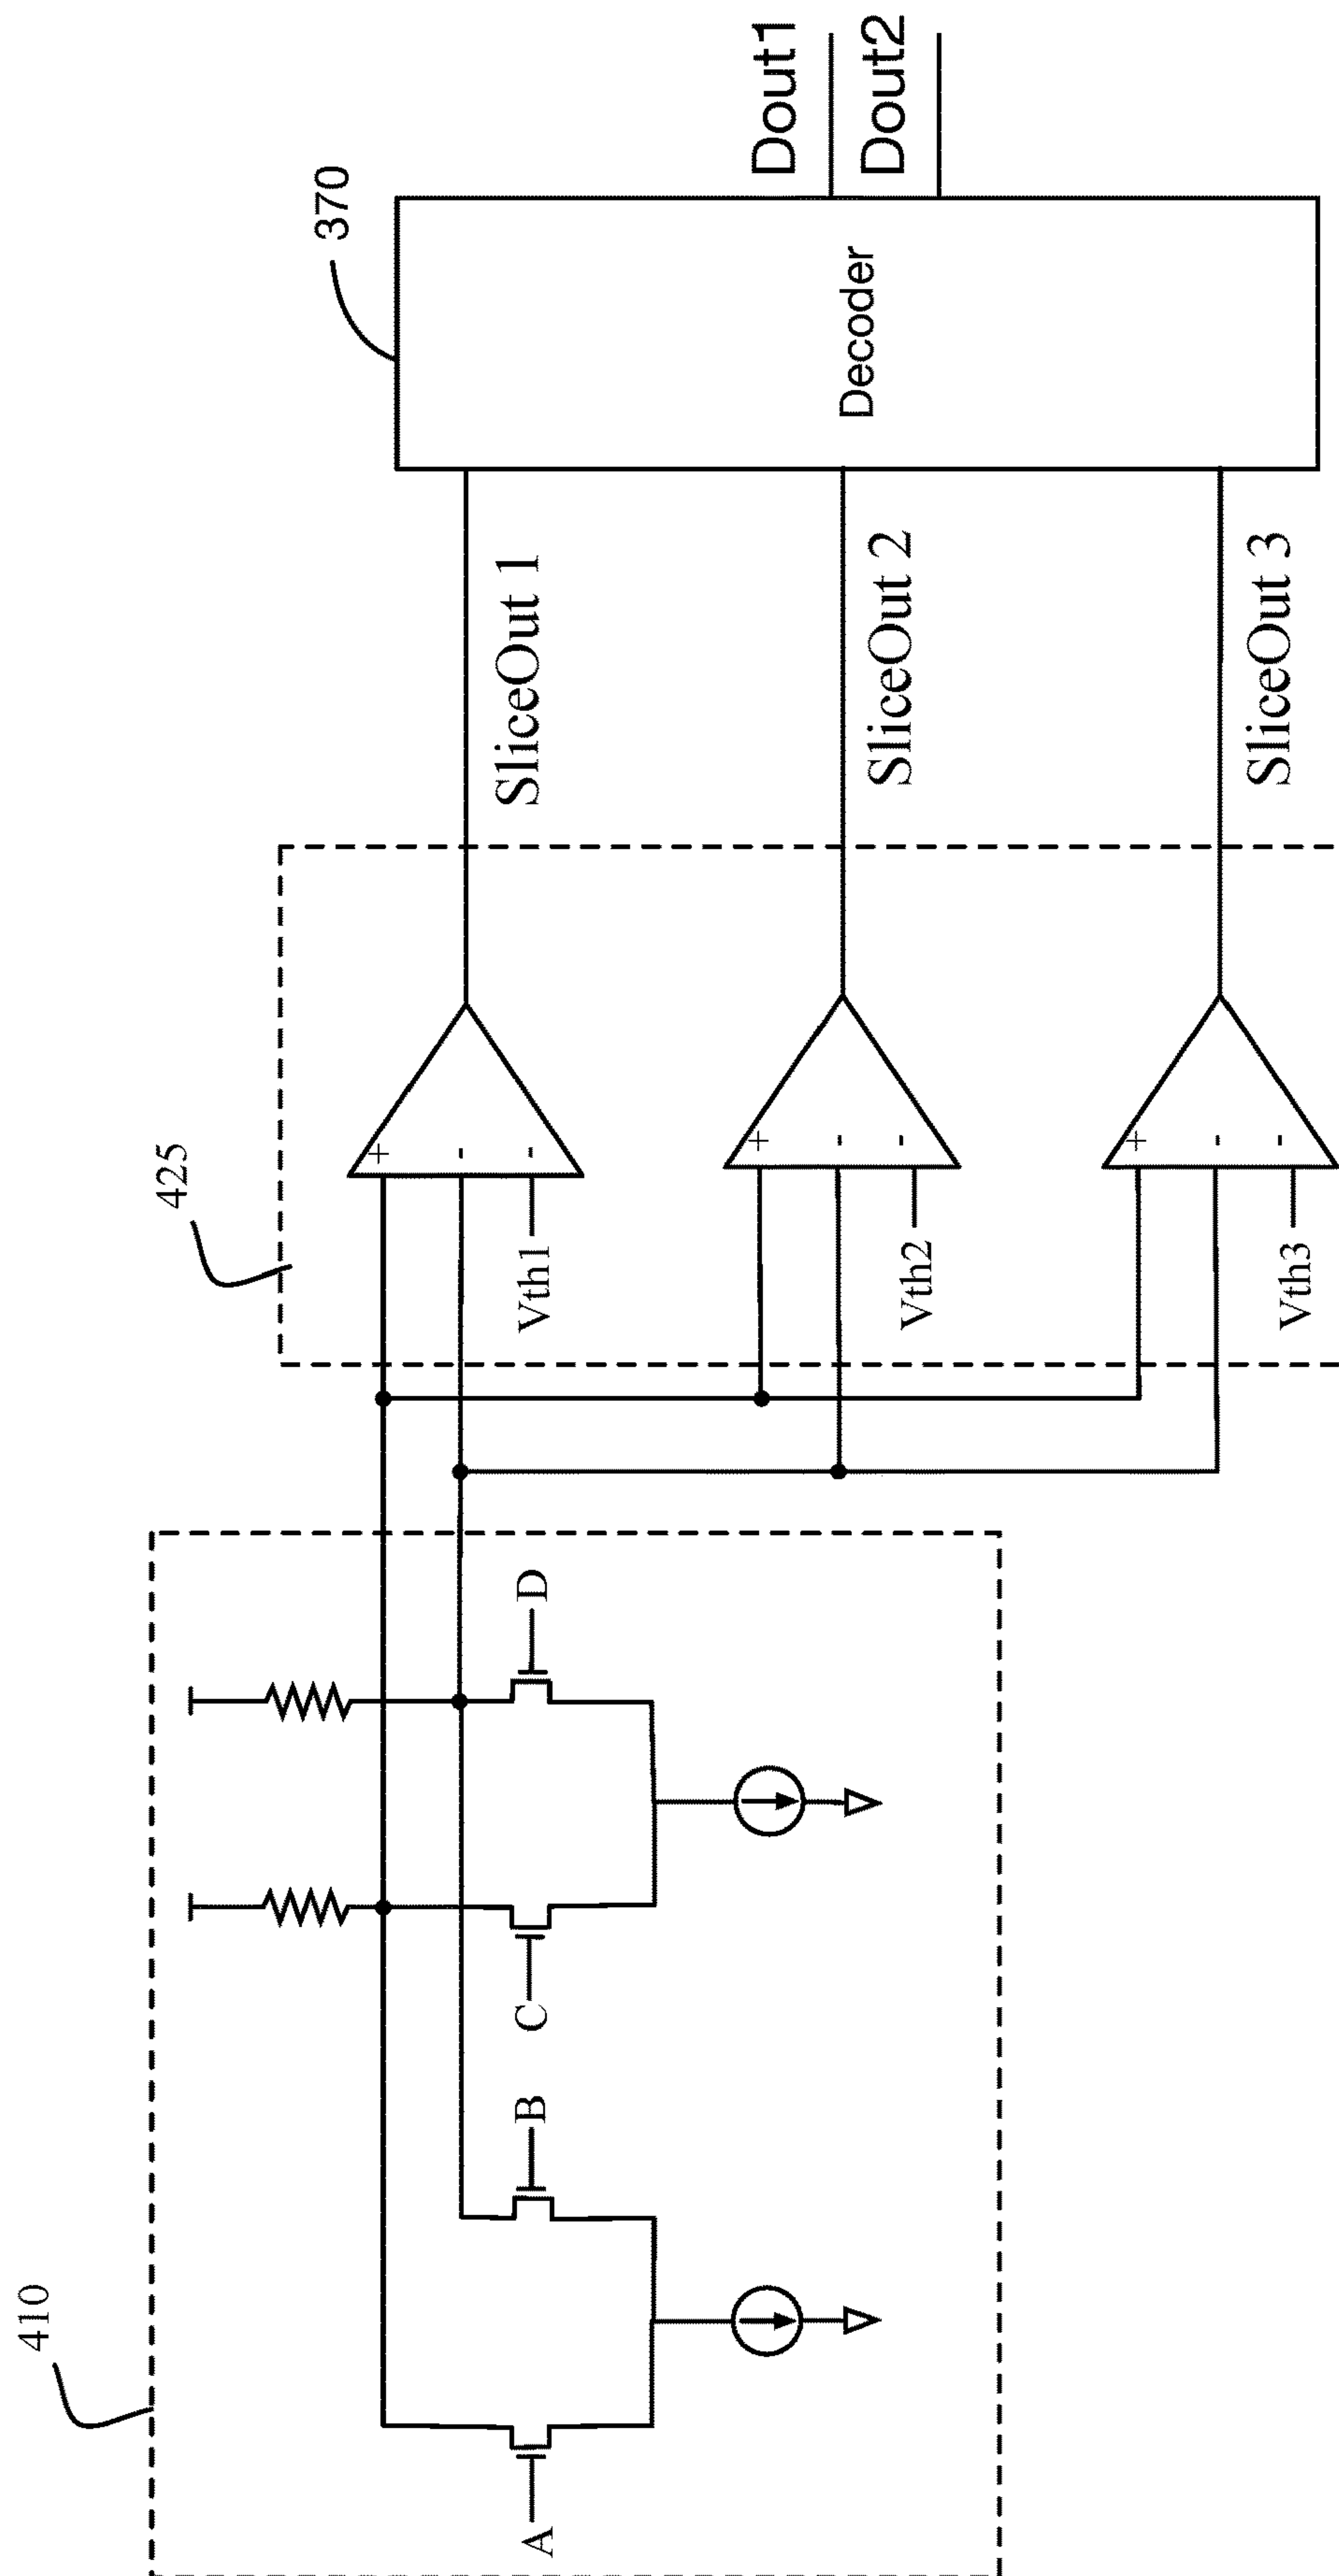 410
A
B
C
D
425
Vth1
Vth2
Vth3
+
-
-
+
-
-
+
-
-
SliceOut 1
SliceOut 2
SliceOut 3
370
Decoder
Dout1
Dout2